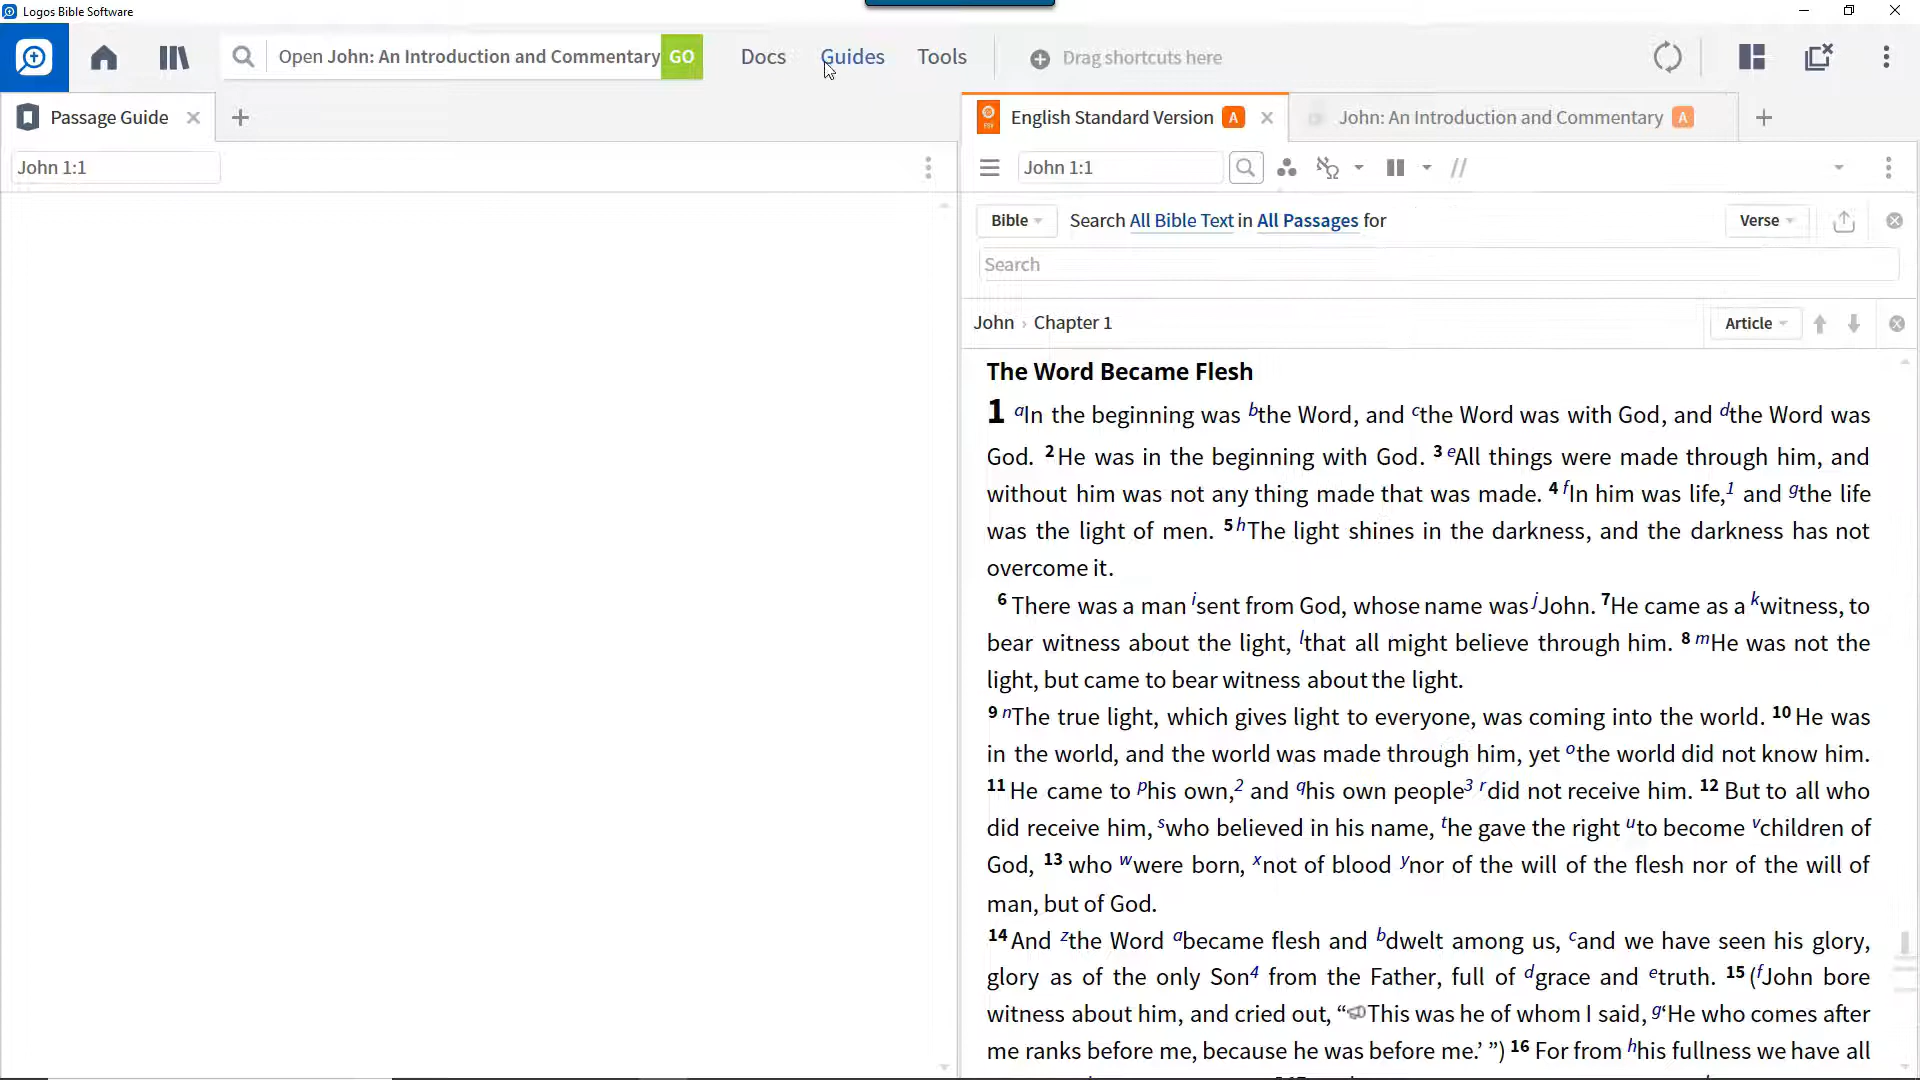 Logos Bible Software
Open John: An Introduction and Commentary GO Docs Guides Tools Drag shortcuts here
Passage Guide
John 1:1
English Standard Version A John: An Introduction and Commentary A
John 1:1
Bible Search All Bible Text in All Passages for Verse
Search
John › Chapter 1 Article
The Word Became Flesh
1 aIn the beginning was bthe Word, and cthe Word was with God, and dthe Word was
God. 2 He was in the beginning with God. 3 eAll things were made through him, and
without him was not any thing made that was made. 4 fIn him was life,1 and gthe life
was the light of men. 5 hThe light shines in the darkness, and the darkness has not
overcome it.
6 There was a man isent from God, whose name was jJohn. 7 He came as a kwitness, to
bear witness about the light, lthat all might believe through him. 8 mHe was not the
light, but came to bear witness about the light.
9 nThe true light, which gives light to everyone, was coming into the world. 10 He was
in the world, and the world was made through him, yet othe world did not know him.
11 He came to phis own,2 and qhis own people3 rdid not receive him. 12 But to all who
did receive him, swho believed in his name, the gave the right uto become vchildren of
God, 13 who wwere born, xnot of blood ynor of the will of the flesh nor of the will of
man, but of God.
14 And zthe Word abecame flesh and bdwelt among us, cand we have seen his glory,
glory as of the only Son4 from the Father, full of dgrace and etruth. 15 (fJohn bore
witness about him, and cried out, “This was he of whom I said, g‘He who comes after
me ranks before me, because he was before me.’ ”) 16 For from hhis fullness we have all